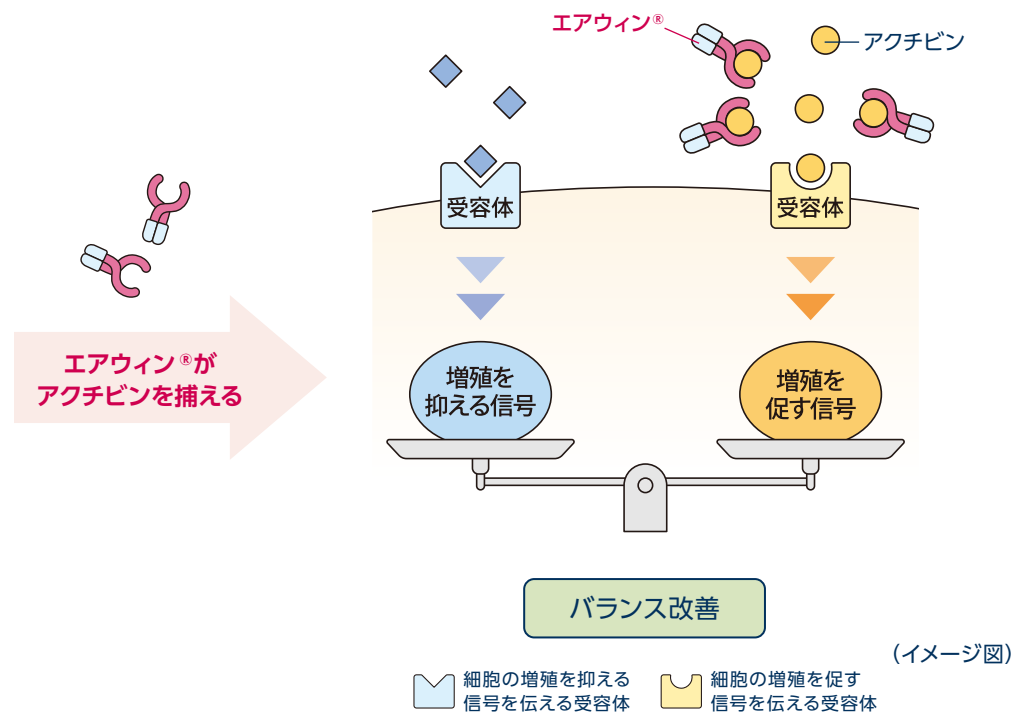 エアウィン®
アクチビン
受容体
受容体
エアウィン®が
アクチビンを捕える
増殖を
抑える信号
増殖を
促す信号
バランス改善
（イメージ図）
細胞の増殖を抑える
信号を伝える受容体
細胞の増殖を促す
信号を伝える受容体